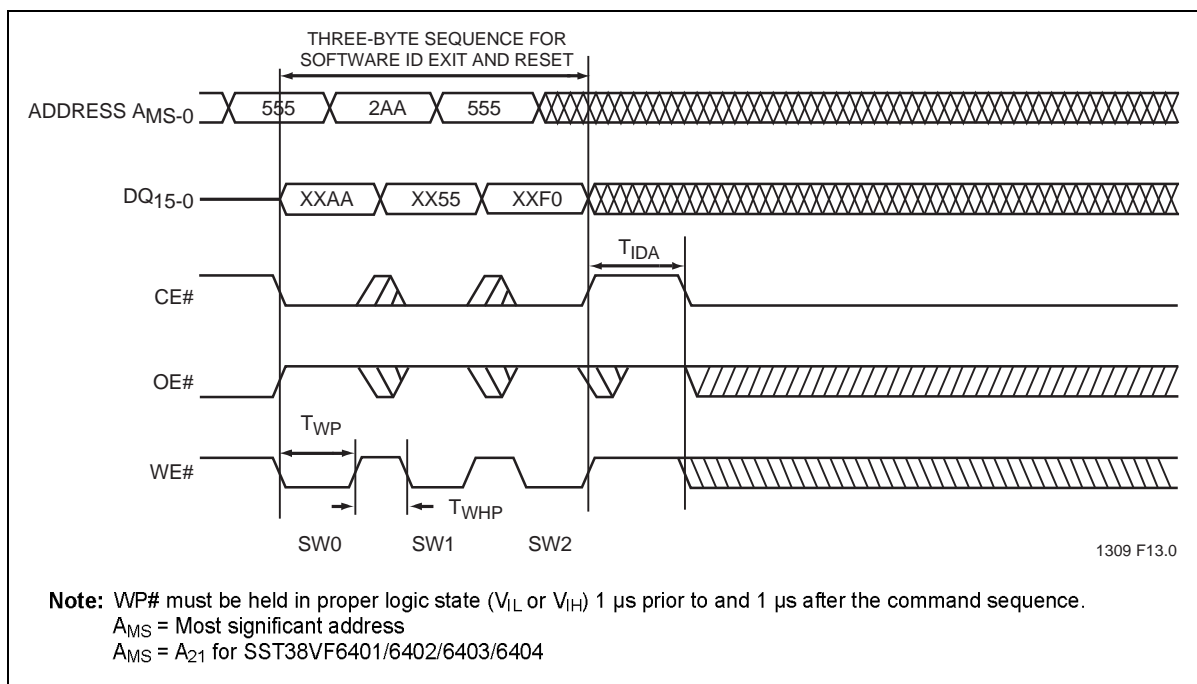 THREE-BYTE SEQUENCE FOR
SOFTWARE ID EXIT AND RESET
ADDRESS AMS-0
555 2AA 555
DQ15-0
XXAA XX55 XXF0
TIDA
CE#
OE#
TWP
WE#
TWHP
SW0 SW1 SW2
1309 F13.0
Note: WP# must be held in proper logic state (VIL or VIH) 1 µs prior to and 1 µs after the command sequence.
AMS = Most significant address
AMS = A21 for SST38VF6401/6402/6403/6404